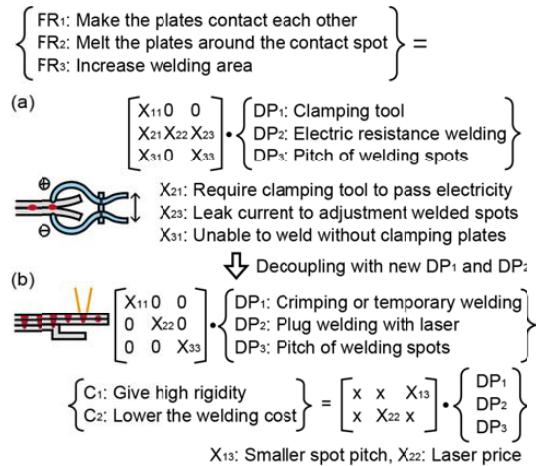 FR1: Make the plates contact each other
FR2: Melt the plates around the contact spot
FR3: Increase welding area
=
(a)
X11 0 0
X21 X22 X23
X31 0 X33
DP1: Clamping tool
DP2: Electric resistance welding
DP3: Pitch of welding spots
⊕
⊖
X21: Require clamping tool to pass electricity
X23: Leak current to adjustment welded spots
X31: Unable to weld without clamping plates
Decoupling with new DP1 and DP2
(b)
X11 0 0
0 X22 0
0 0 X33
DP1: Crimping or temporary welding
DP2: Plug welding with laser
DP3: Pitch of welding spots
C1: Give high rigidity
C2: Lower the welding cost
=
x x X13
x X22 x
DP1
DP2
DP3
X13: Smaller spot pitch, X22: Laser price